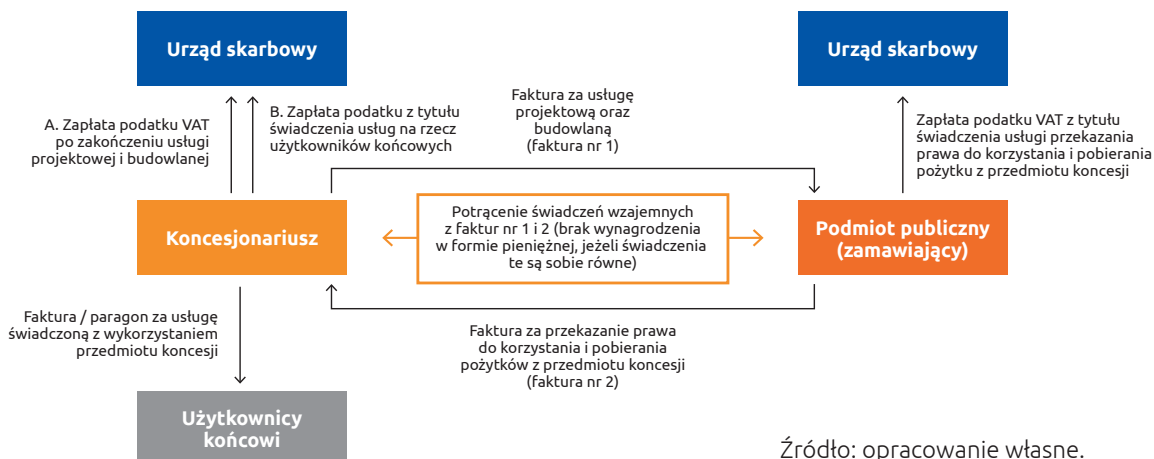 Urząd skarbowy
Urząd skarbowy
A. Zapłata podatku VAT
po zakończeniu usługi
projektowej i budowlanej
B. Zapłata podatku z tytułu
świadczenia usług na rzecz
użytkowników końcowych
Faktura za usługę
projektową oraz
budowlaną
(faktura nr 1)
Zapłata podatku VAT z tytułu
świadczenia usługi przekazania
prawa do korzystania i pobierania
pożytku z przedmiotu koncesji
Koncesjonariusz
Potrącenie świadczeń wzajemnych
z faktur nr 1 i 2 (brak wynagrodzenia
w formie pieniężnej, jeżeli świadczenia
te są sobie równe)
Podmiot publiczny
(zamawiający)
Faktura / paragon za usługę
świadczoną z wykorzystaniem
przedmiotu koncesji
Faktura za przekazanie prawa
do korzystania i pobierania
pożytków z przedmiotu koncesji
(faktura nr 2)
Użytkownicy
końcowi
Źródło: opracowanie własne.